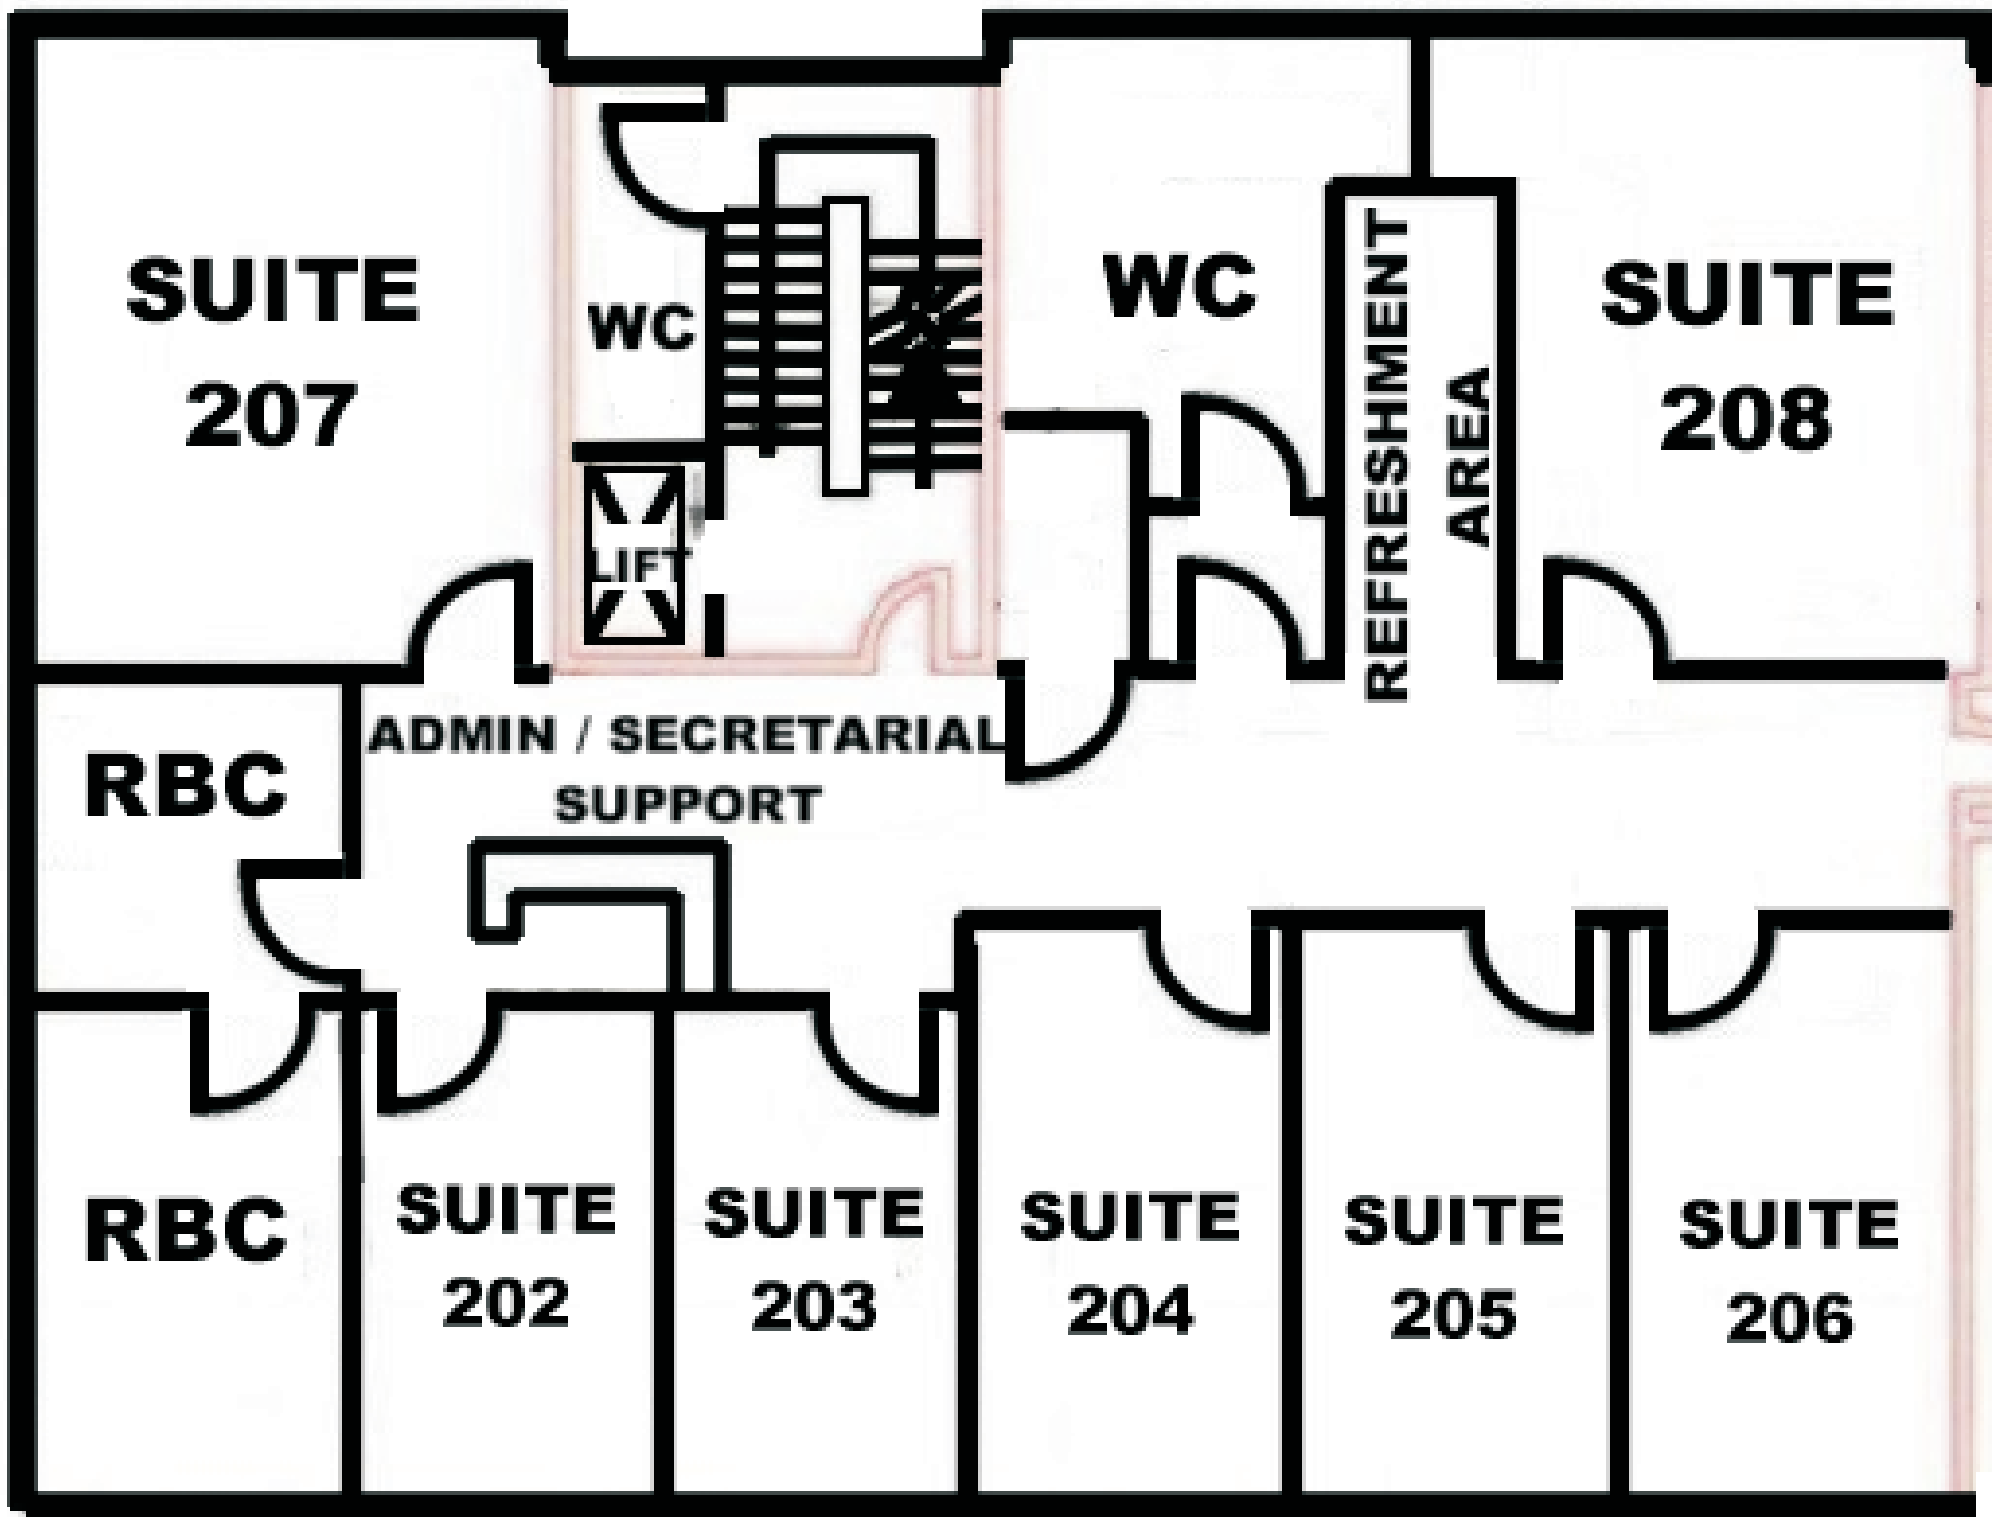 SUITE
207
WC
LIFT
WC
REFRESHMENT
AREA
SUITE
208
RBC
ADMIN / SECRETARIAL
SUPPORT
RBC
SUITE
202
SUITE
203
SUITE
204
SUITE
205
SUITE
206